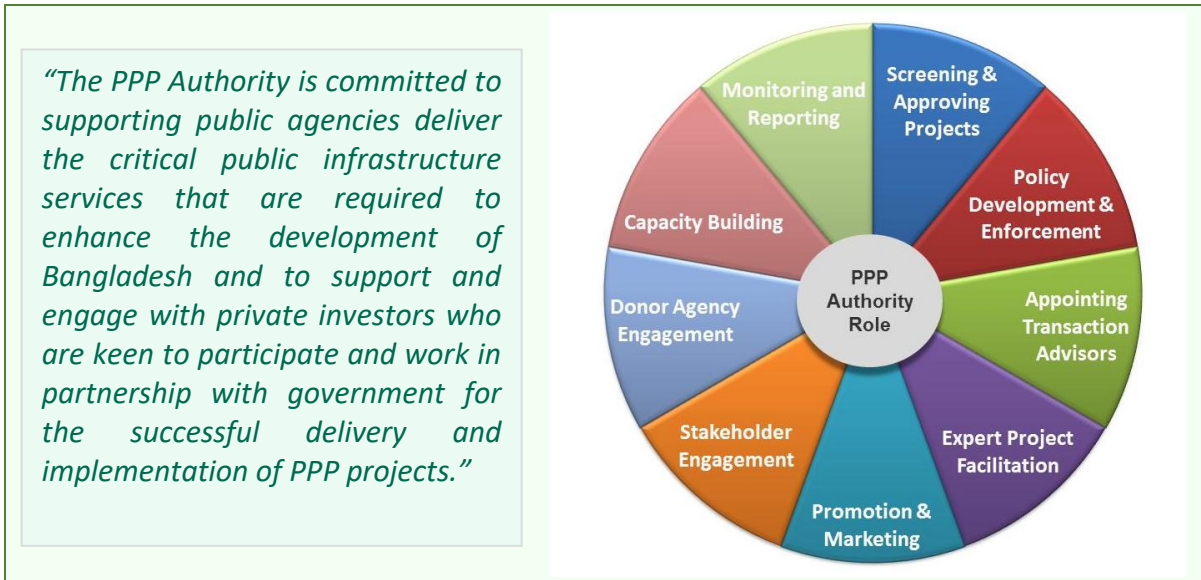 “The PPP Authority is committed to
supporting public agencies deliver
the critical public infrastructure
services that are required to
enhance the development of
Bangladesh and to support and
engage with private investors who
are keen to participate and work in
partnership with government for
the successful delivery and
implementation of PPP projects.”
Screening &
Approving
Projects
Policy
Development &
Enforcement
Appointing
Transaction
Advisors
Expert Project
Facilitation
Promotion &
Marketing
Stakeholder
Engagement
Donor Agency
Engagement
Capacity Building
Monitoring and
Reporting
PPP
Authority
Role